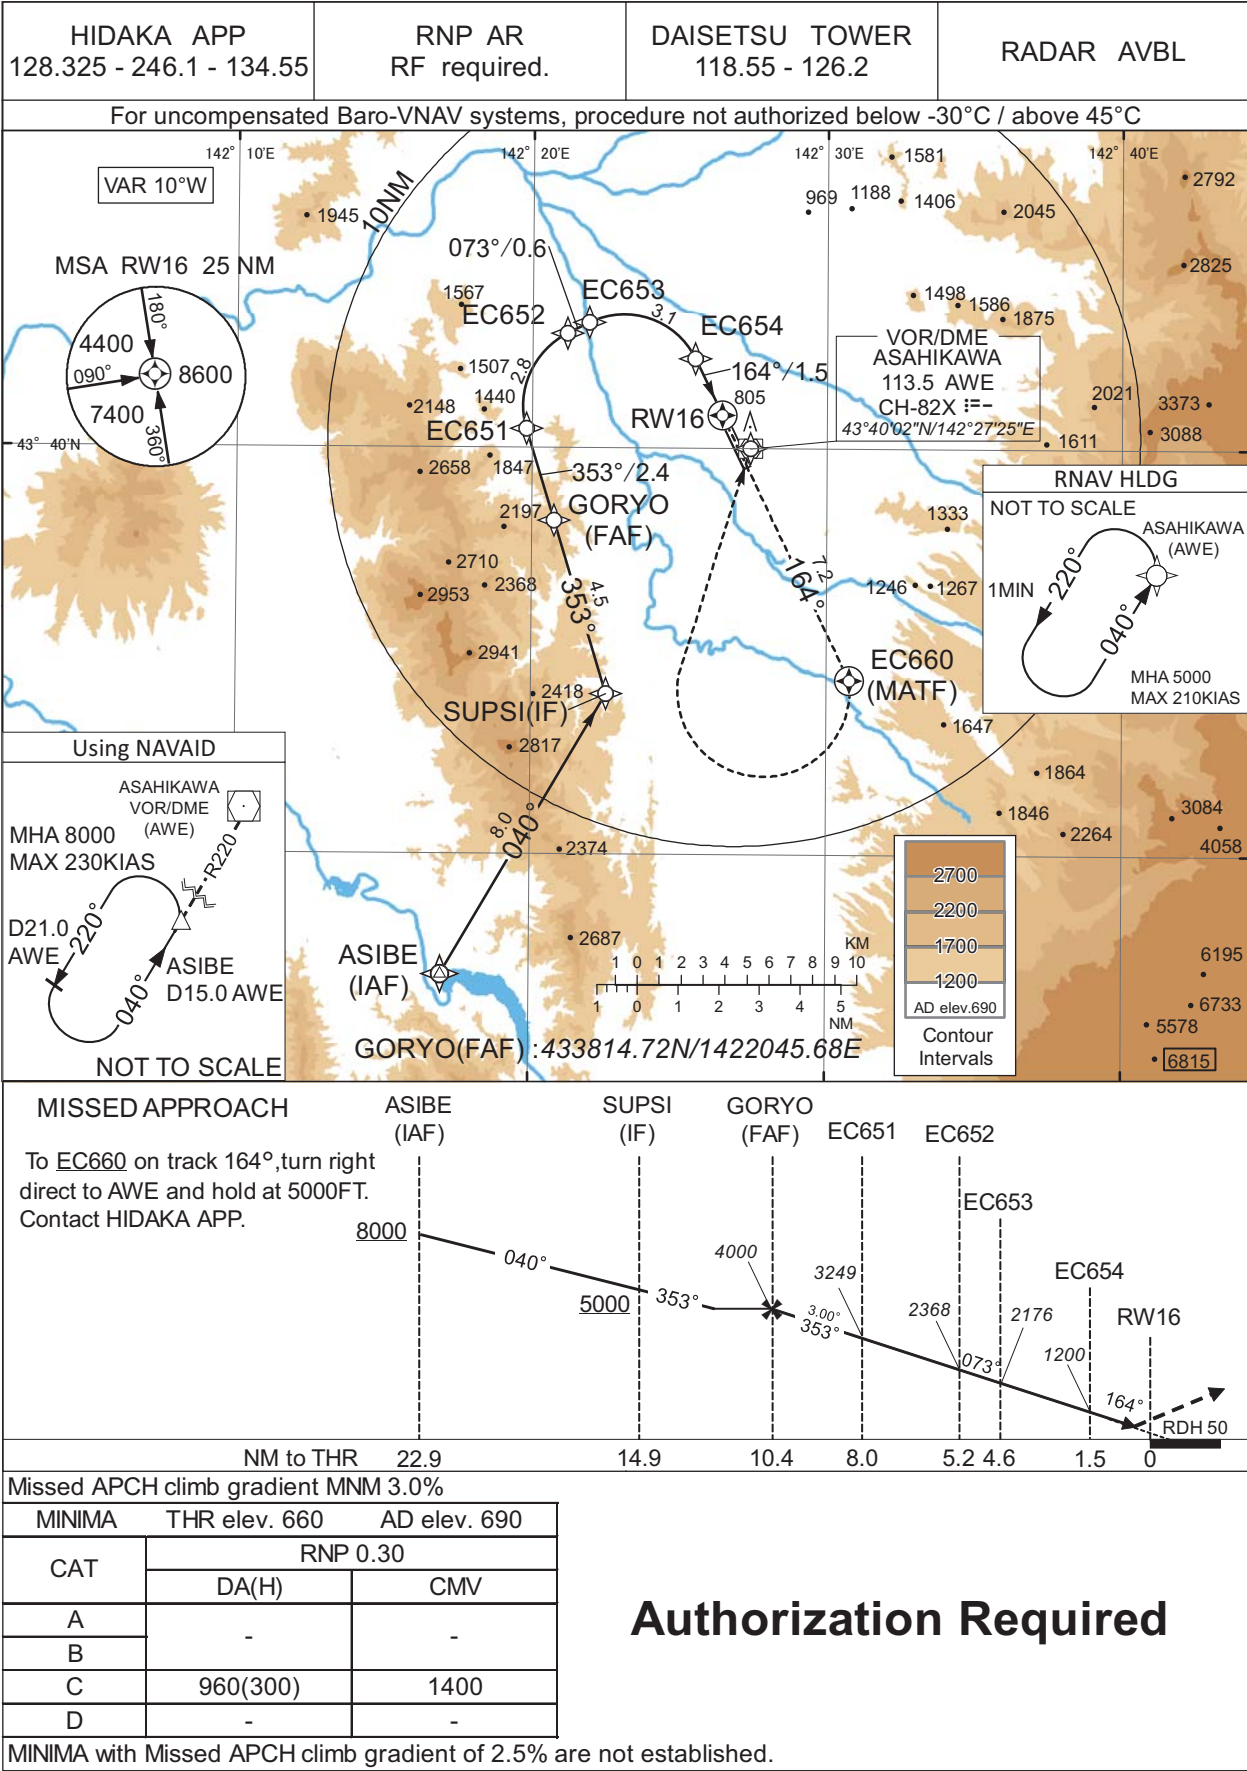 HIDAKA APP
128.325 - 246.1 - 134.55
RNP AR
RF required.
DAISETSU TOWER
118.55 - 126.2
RADAR AVBL
For uncompensated Baro-VNAV systems, procedure not authorized below -30°C / above 45°C
142° 10'E
142° 20'E
142° 30'E
142° 40'E
VAR 10°W
10NM
1945
1581
969
1188
1406
2045
2792
2825
MSA RW16 25 NM
180°
4400
090°
8600
7400
360°
43° 40'N
073°/0.6
EC653
3.1
1567
EC652
EC654
1498
1586
1875
VOR/DME
ASAHIKAWA
113.5 AWE
CH-82X
43°40'02"N/142°27'25"E
1507
2.8
164°/1.5
2148
1440
805
RW16
EC651
2021
3373
3088
1611
2658
1847
353°/2.4
GORYO
(FAF)
2197
2710
2368
2953
4.5
353°
2941
2418
SUPSI(IF)
2817
7.2
164°
1333
1246
1267
EC660
(MATF)
1647
1864
1846
2264
3084
4058
RNAV HLDG
NOT TO SCALE
ASAHIKAWA
(AWE)
1MIN
220°
040°
MHA 5000
MAX 210KIAS
Using NAVAID
ASAHIKAWA
VOR/DME
(AWE)
MHA 8000
MAX 230KIAS
R220
D21.0
AWE
220°
040°
ASIBE
D15.0 AWE
NOT TO SCALE
8.0
040°
2374
2687
ASIBE
(IAF)
KM
1 0 1 2 3 4 5 6 7 8 9 10
1 0 1 2 3 4 5
NM
GORYO(FAF) :433814.72N/1422045.68E
2700
2200
1700
1200
AD elev.690
Contour
Intervals
6195
6733
5578
6815
MISSED APPROACH
To EC660 on track 164°,turn right
direct to AWE and hold at 5000FT.
Contact HIDAKA APP.
ASIBE
(IAF)
SUPSI
(IF)
GORYO
(FAF)
EC651
EC652
EC653
EC654
RW16
8000
040°
5000
353°
4000
3.00°
353°
3249
2368
073°
2176
1200
164°
RDH 50
NM to THR 22.9 14.9 10.4 8.0 5.2 4.6 1.5 0
Missed APCH climb gradient MNM 3.0%
MINIMA THR elev. 660 AD elev. 690
CAT
RNP 0.30
DA(H) CMV
A
- -
B
C 960(300) 1400
D - -
MINIMA with Missed APCH climb gradient of 2.5% are not established.
Authorization Required